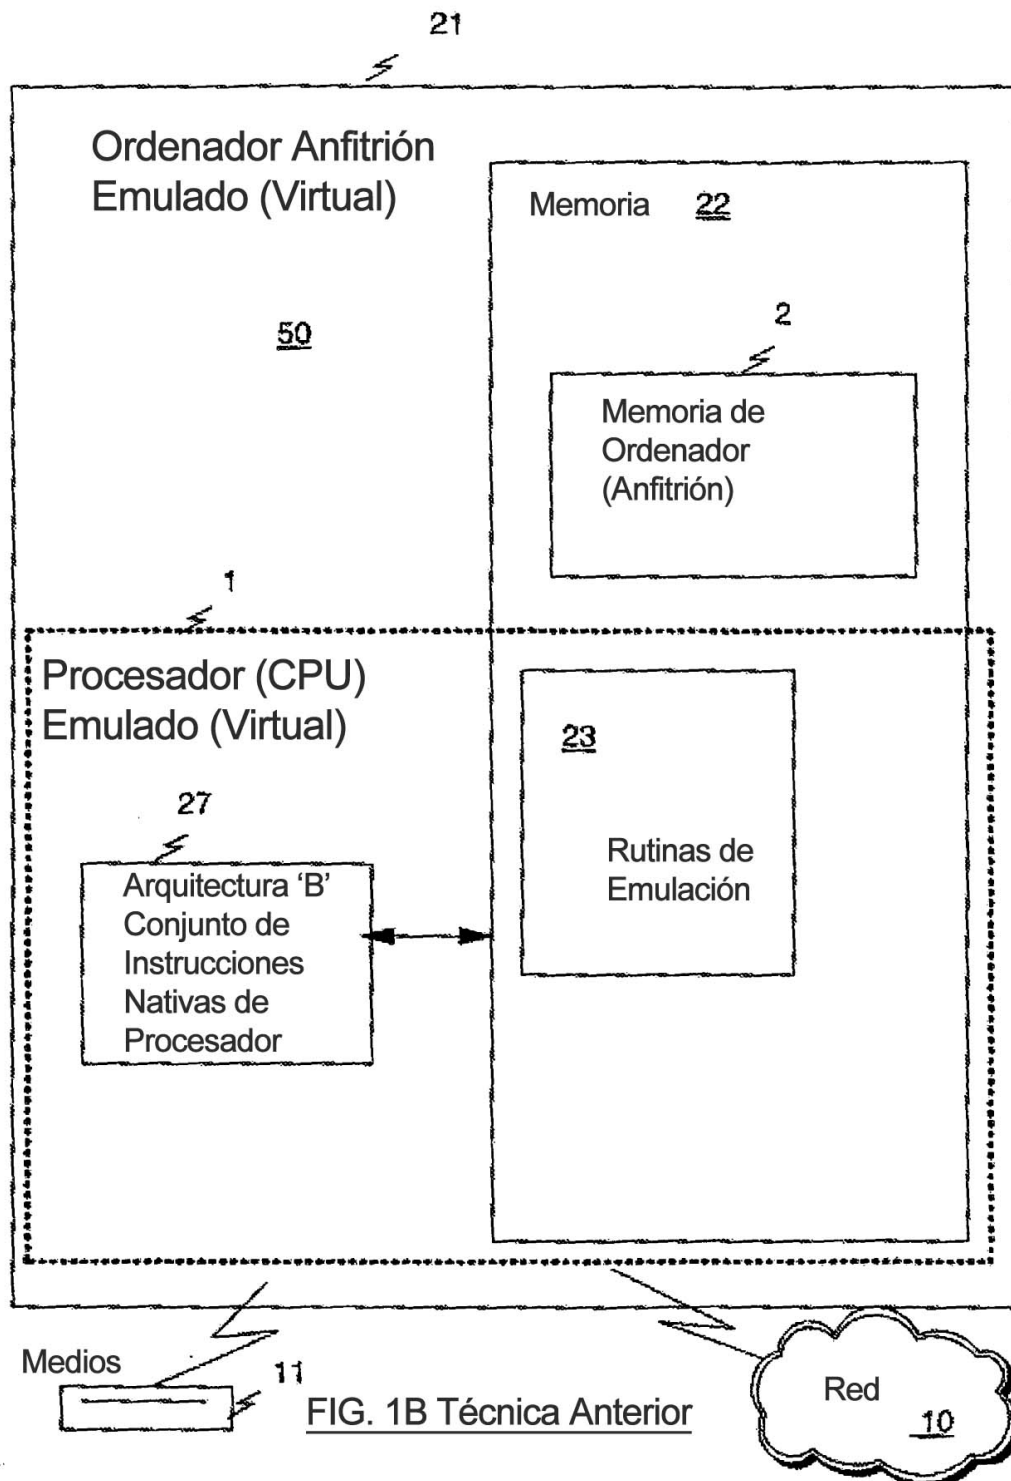 21
Ordenador Anfitrión
Emulado (Virtual)
Memoria 22
50
2
Memoria de
Ordenador
(Anfitrión)
1
Procesador (CPU)
Emulado (Virtual)
23
27
Rutinas de
Emulación
Arquitectura ‘B’
Conjunto de
Instrucciones
Nativas de
Procesador
Medios
11
FIG. 1B Técnica Anterior
Red
10